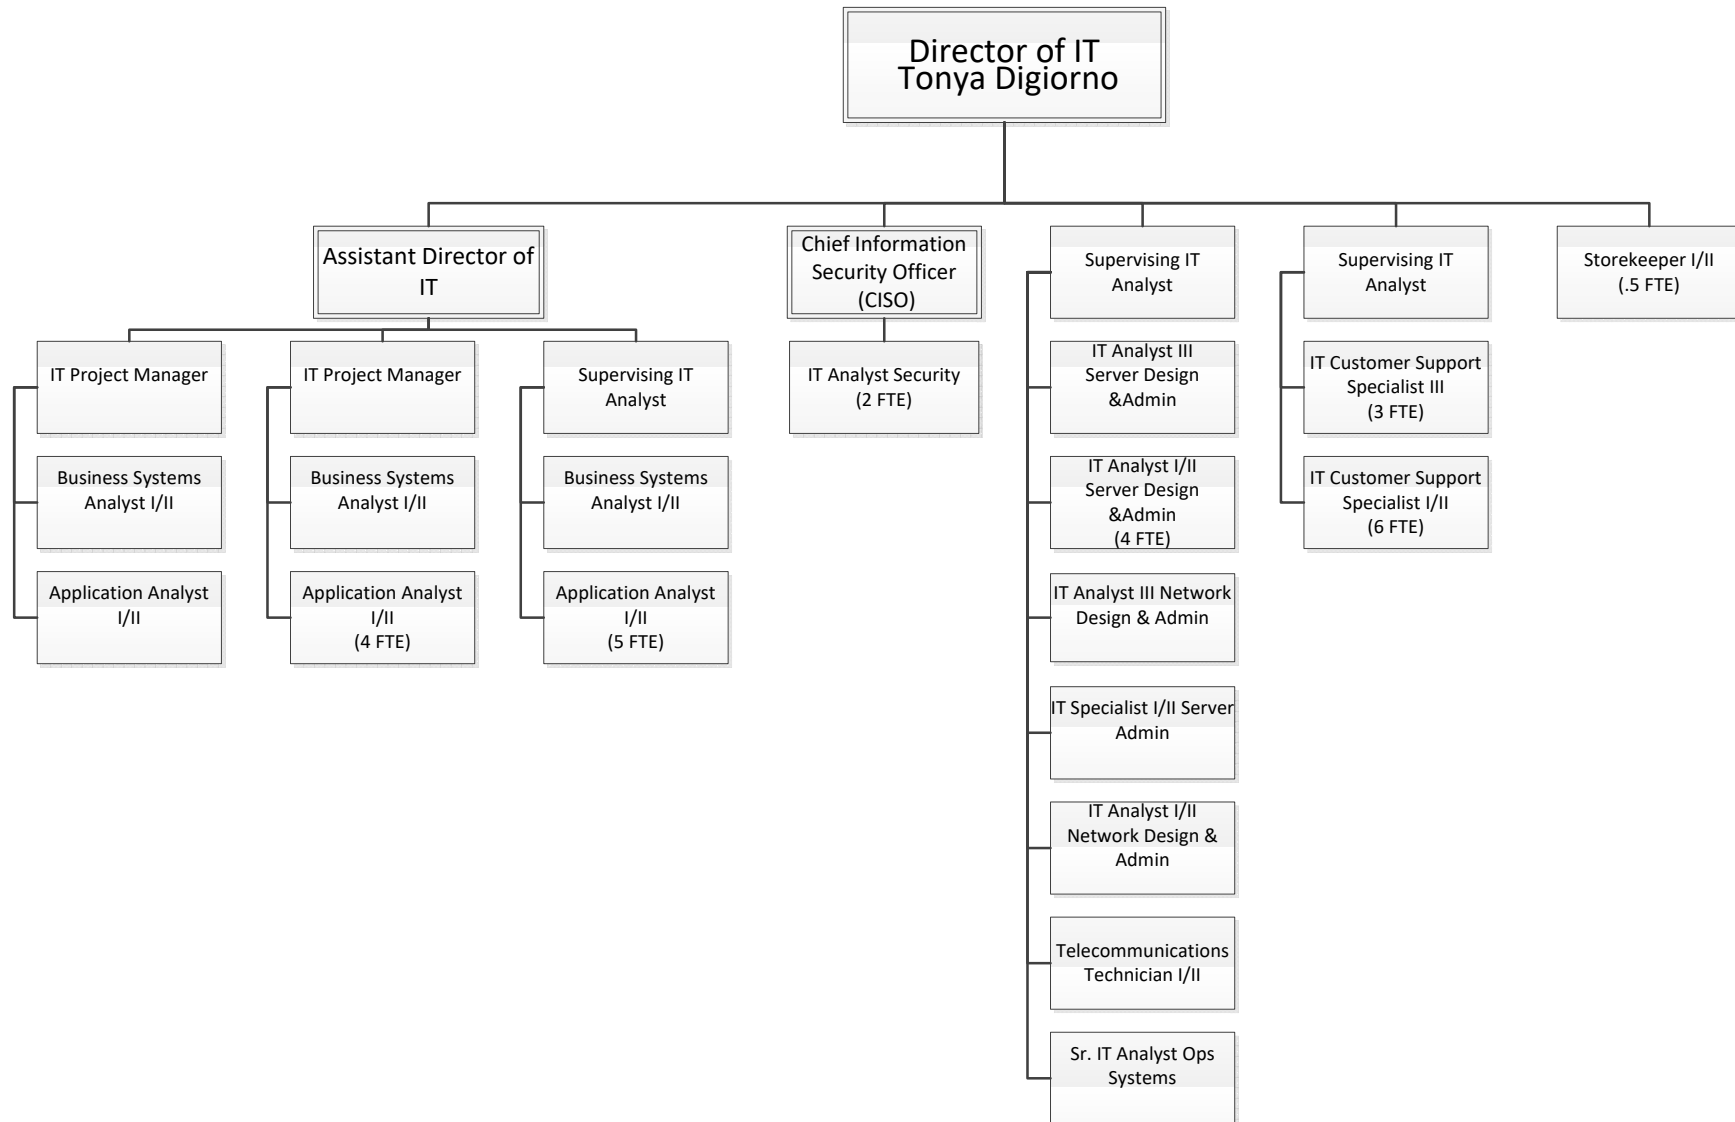 Director of IT
Tonya Digiorno
Assistant Director of
IT
Chief Information
Security Officer
(CISO)
Supervising IT
Analyst
Supervising IT
Analyst
Storekeeper I/II
(.5 FTE)
IT Project Manager
IT Project Manager
Supervising IT
Analyst
IT Analyst Security
(2 FTE)
IT Analyst III
Server Design
&Admin
IT Customer Support
Specialist III
(3 FTE)
Business Systems
Analyst I/II
Business Systems
Analyst I/II
Business Systems
Analyst I/II
IT Analyst I/II
Server Design
&Admin
(4 FTE)
IT Customer Support
Specialist I/II
(6 FTE)
Application Analyst
I/II
Application Analyst
I/II
(4 FTE)
Application Analyst
I/II
(5 FTE)
IT Analyst III Network
Design & Admin
IT Specialist I/II Server
Admin
IT Analyst I/II
Network Design &
Admin
Telecommunications
Technician I/II
Sr. IT Analyst Ops
Systems